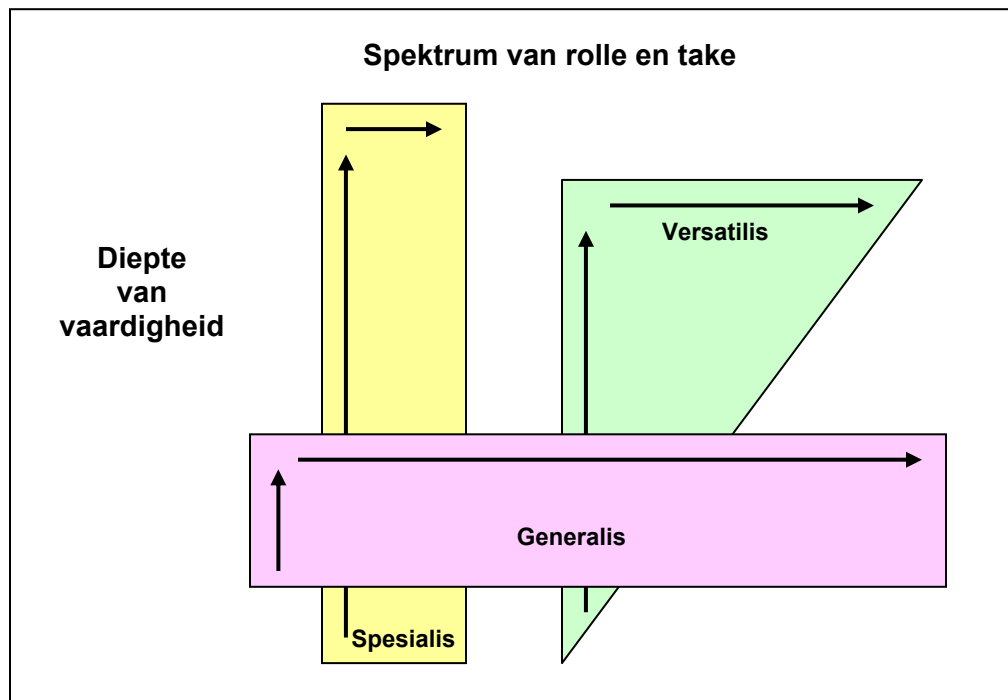 Spektrum van rolle en take
Versatilis
Diepte
van
vaardigheid
Generalis
Spesialis